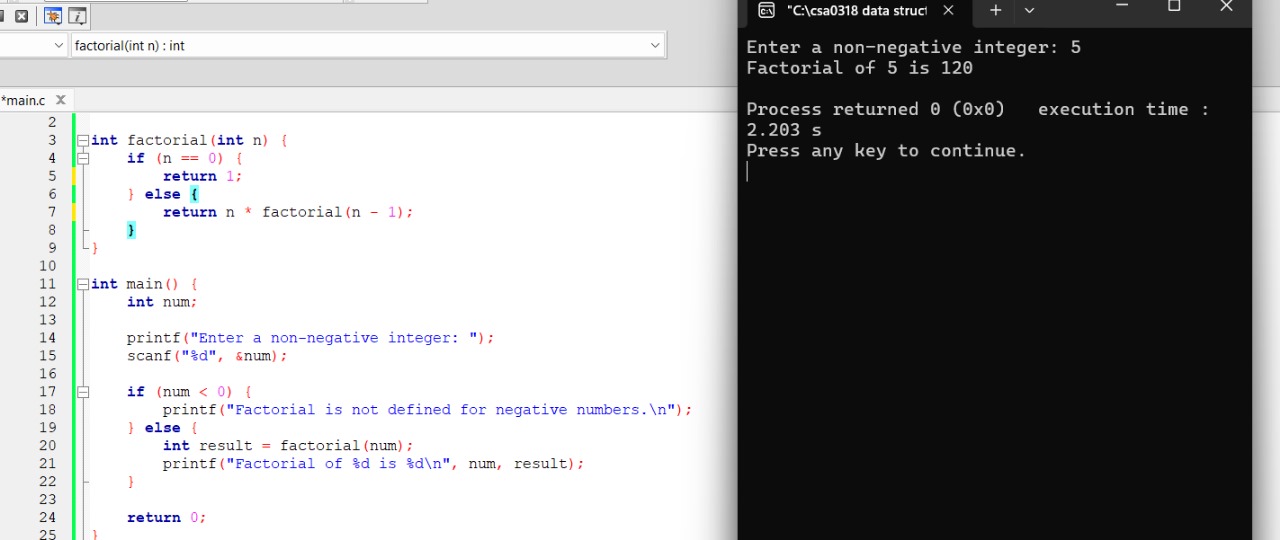 factorial(int n) : int
*main.c X
2
3 int factorial(int n) {
4     if (n == 0) {
5         return 1;
6     } else {
7         return n * factorial(n - 1);
8     }
9 }
10
11 int main() {
12     int num;
13
14     printf("Enter a non-negative integer: ");
15     scanf("%d", &num);
16
17     if (num < 0) {
18         printf("Factorial is not defined for negative numbers.\n");
19     } else {
20         int result = factorial(num);
21         printf("Factorial of %d is %d\n", num, result);
22     }
23
24     return 0;
25 }
"C:\csa0318 data struct
Enter a non-negative integer: 5
Factorial of 5 is 120
Process returned 0 (0x0)   execution time :
2.203 s
Press any key to continue.